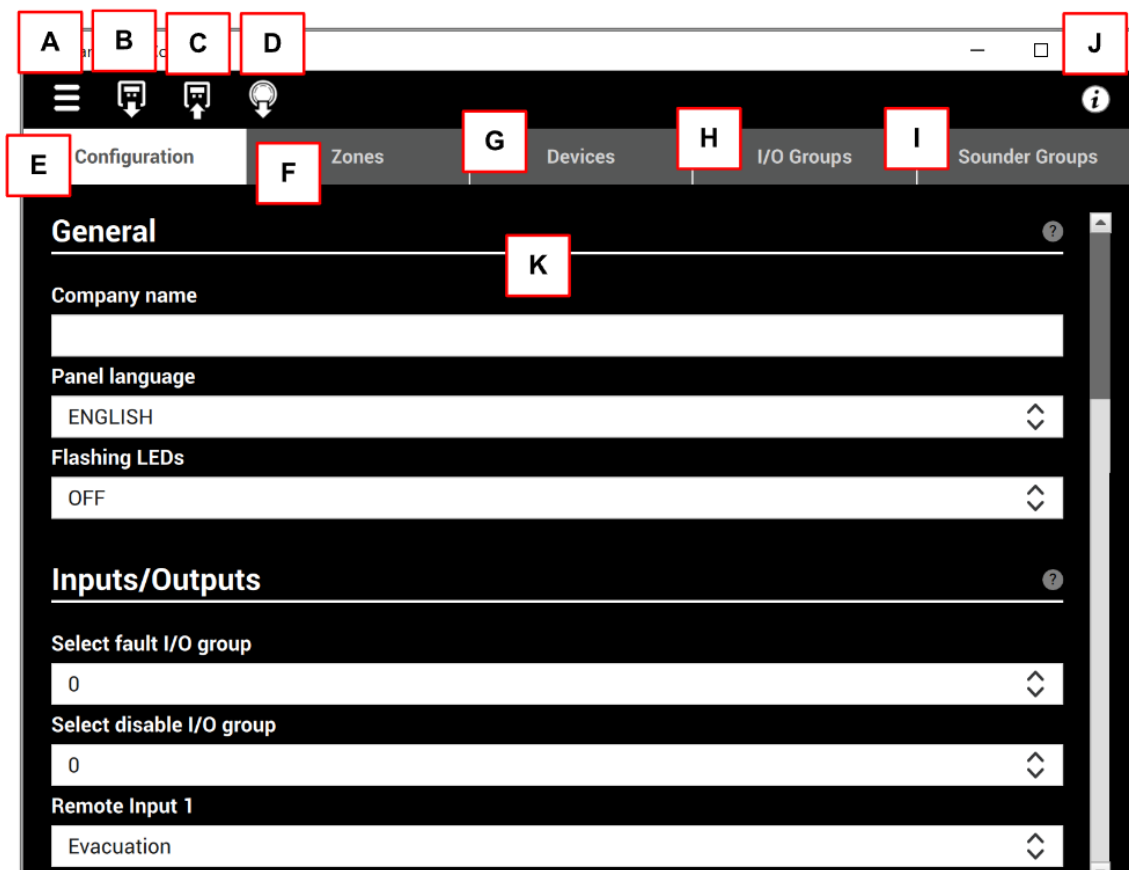 A B C D J
E Configuration F Zones G Devices H I/O Groups I Sounder Groups
General
K
Company name
Panel language
ENGLISH
Flashing LEDs
OFF
Inputs/Outputs
Select fault I/O group
0
Select disable I/O group
0
Remote Input 1
Evacuation